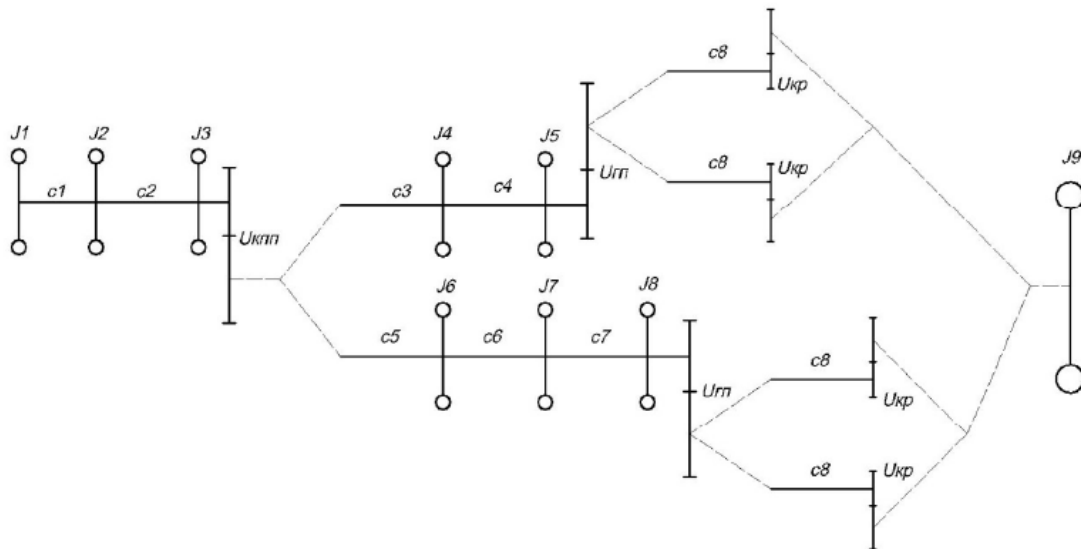 c8
Uкр
J1 J2 J3
J4 J5
Uгп
c8
Uкр
J9
c1 c2
c3 c4
Uкпп
J6 J7 J8
c5 c6 c7
Uгп
c8
Uкр
c8
Uкр